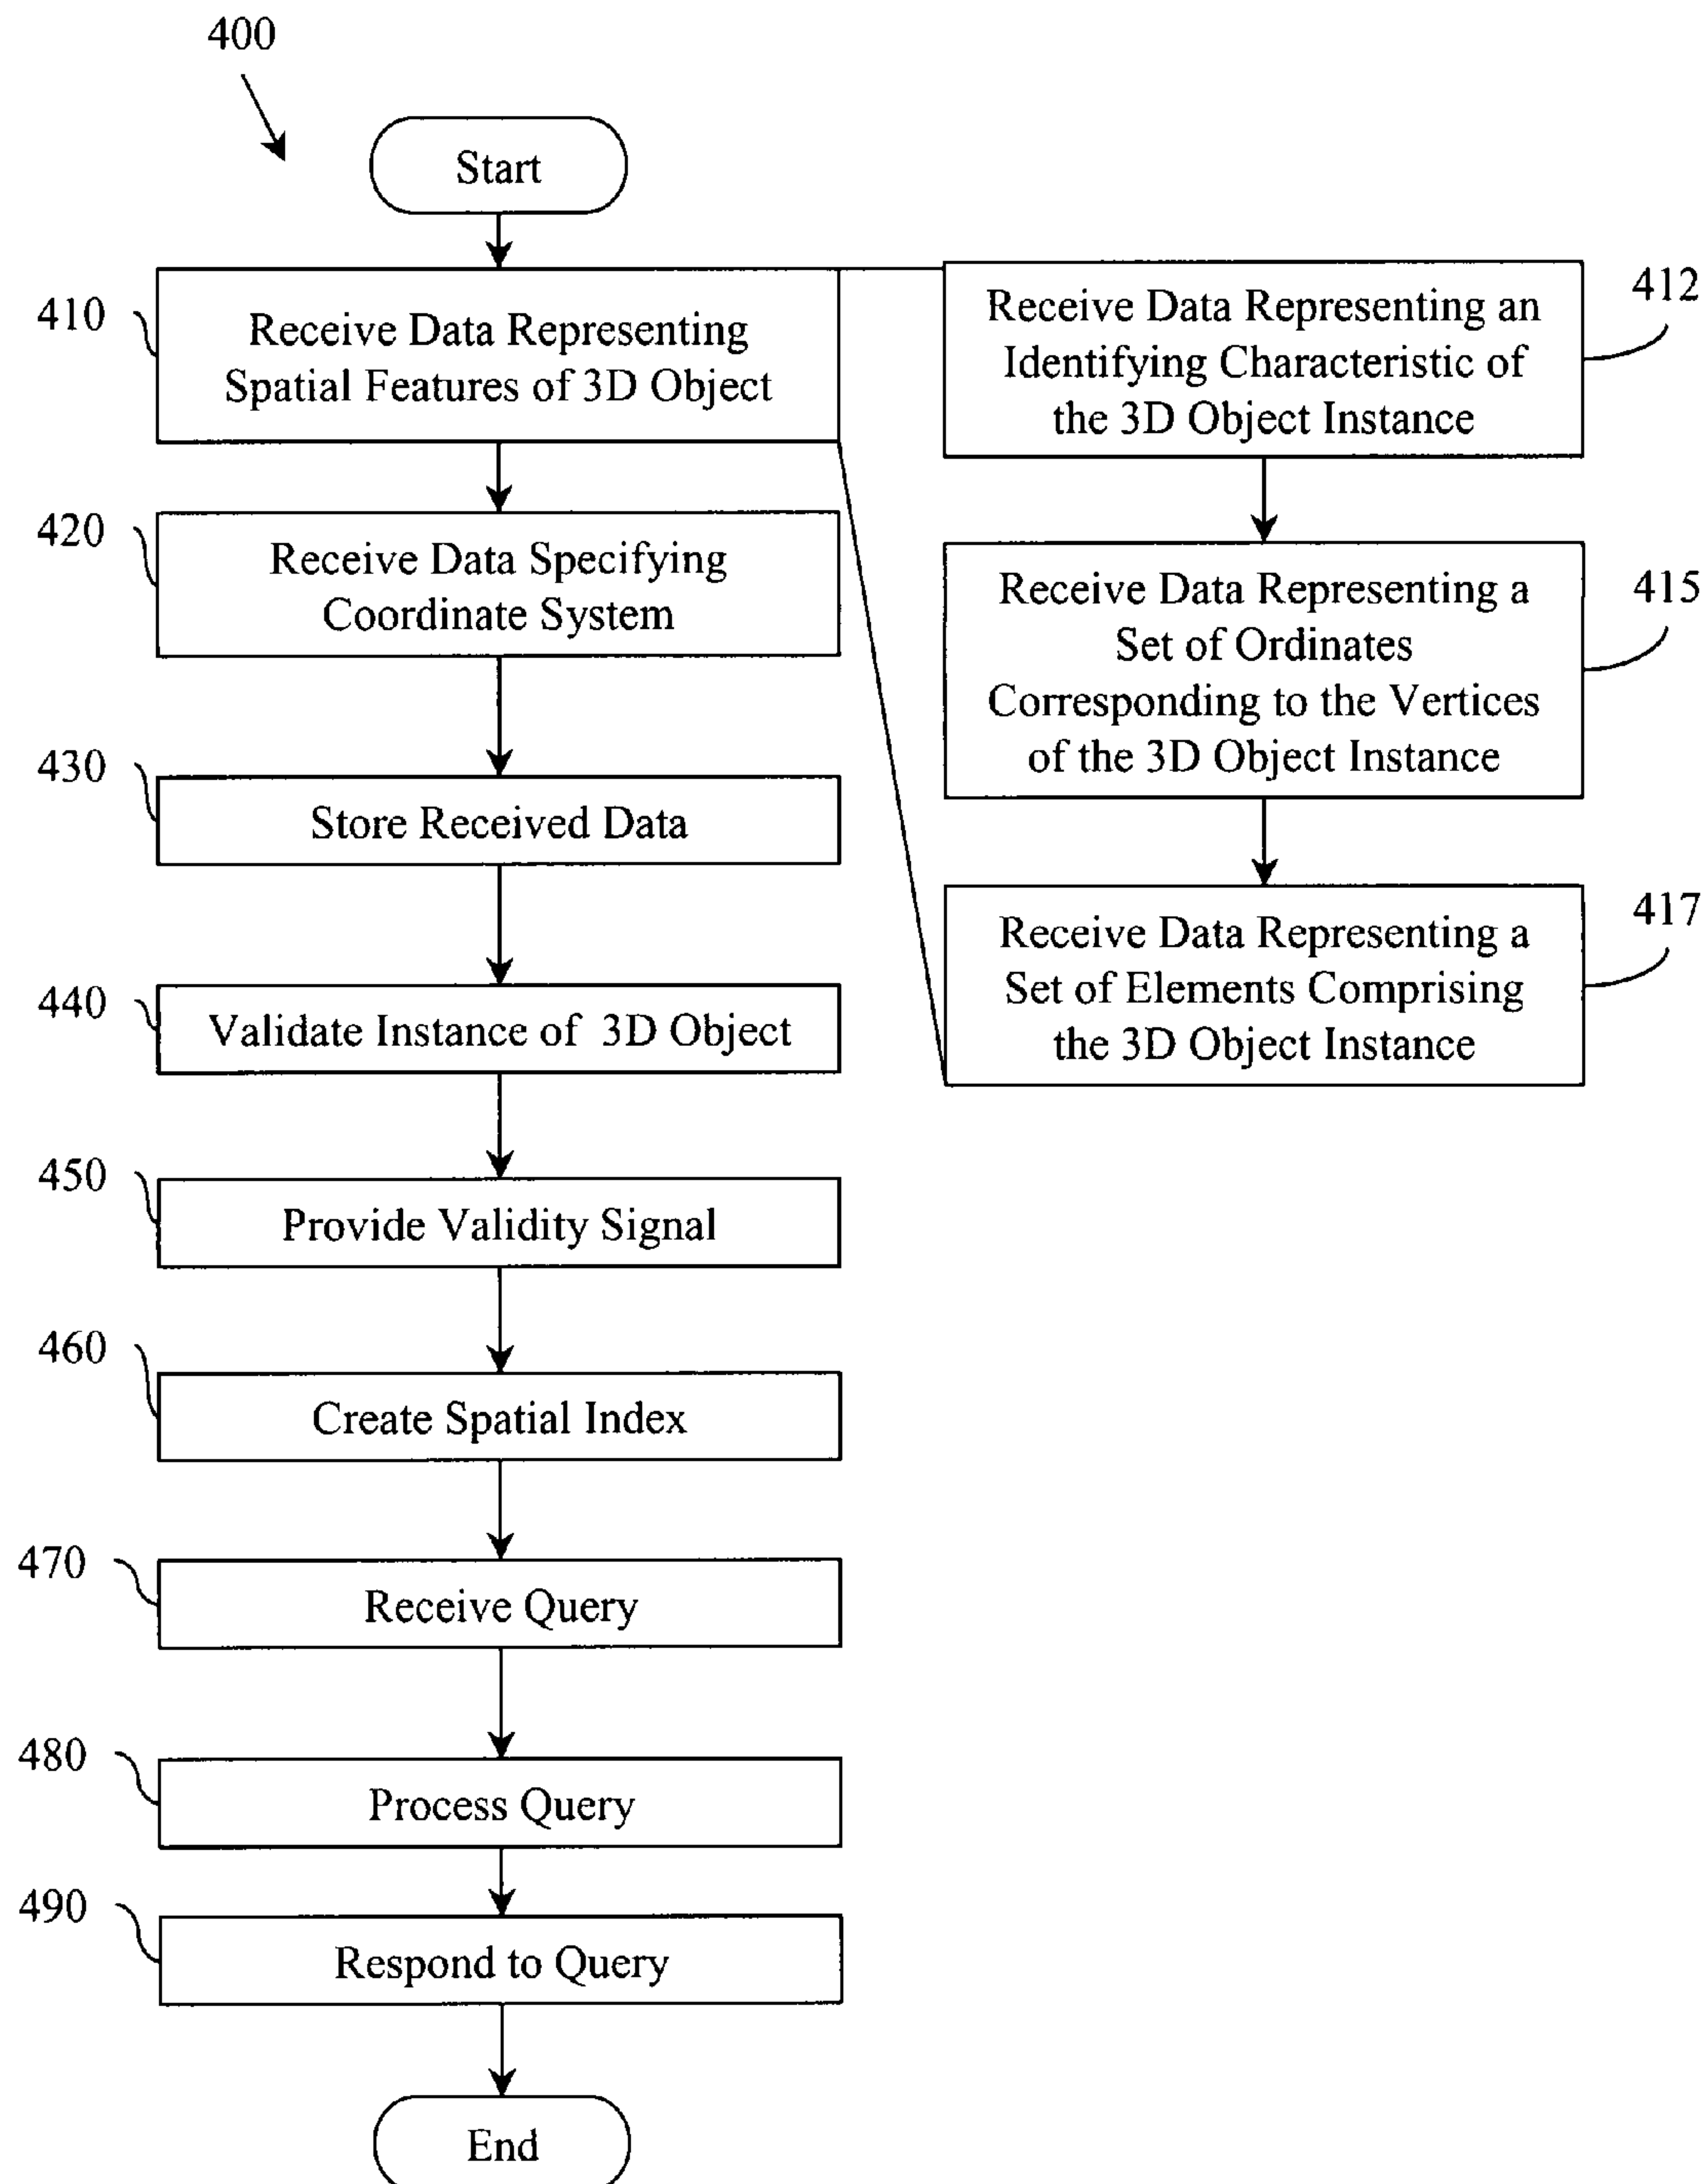 400
Start
410
Receive Data Representing
Spatial Features of 3D Object
412
Receive Data Representing an
Identifying Characteristic of
the 3D Object Instance
415
Receive Data Representing a
Set of Ordinates
Corresponding to the Vertices
of the 3D Object Instance
417
Receive Data Representing a
Set of Elements Comprising
the 3D Object Instance
420
Receive Data Specifying
Coordinate System
430
Store Received Data
440
Validate Instance of 3D Object
450
Provide Validity Signal
460
Create Spatial Index
470
Receive Query
480
Process Query
490
Respond to Query
End